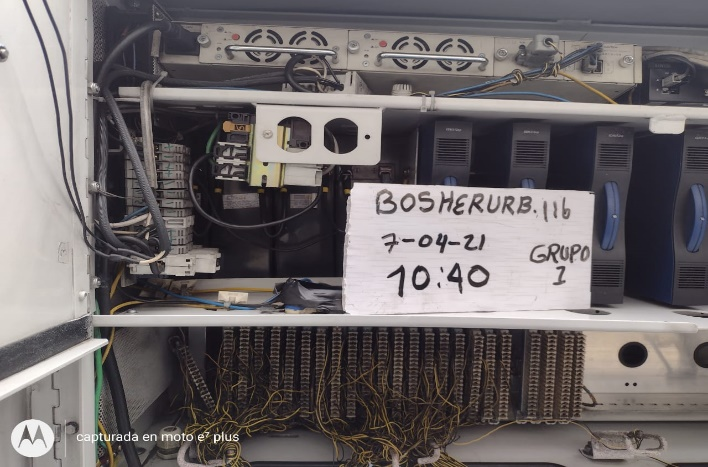 BOSHERURB.116
7-04-21
GRUPO
I
10:40
capturada en moto e⁷ plus